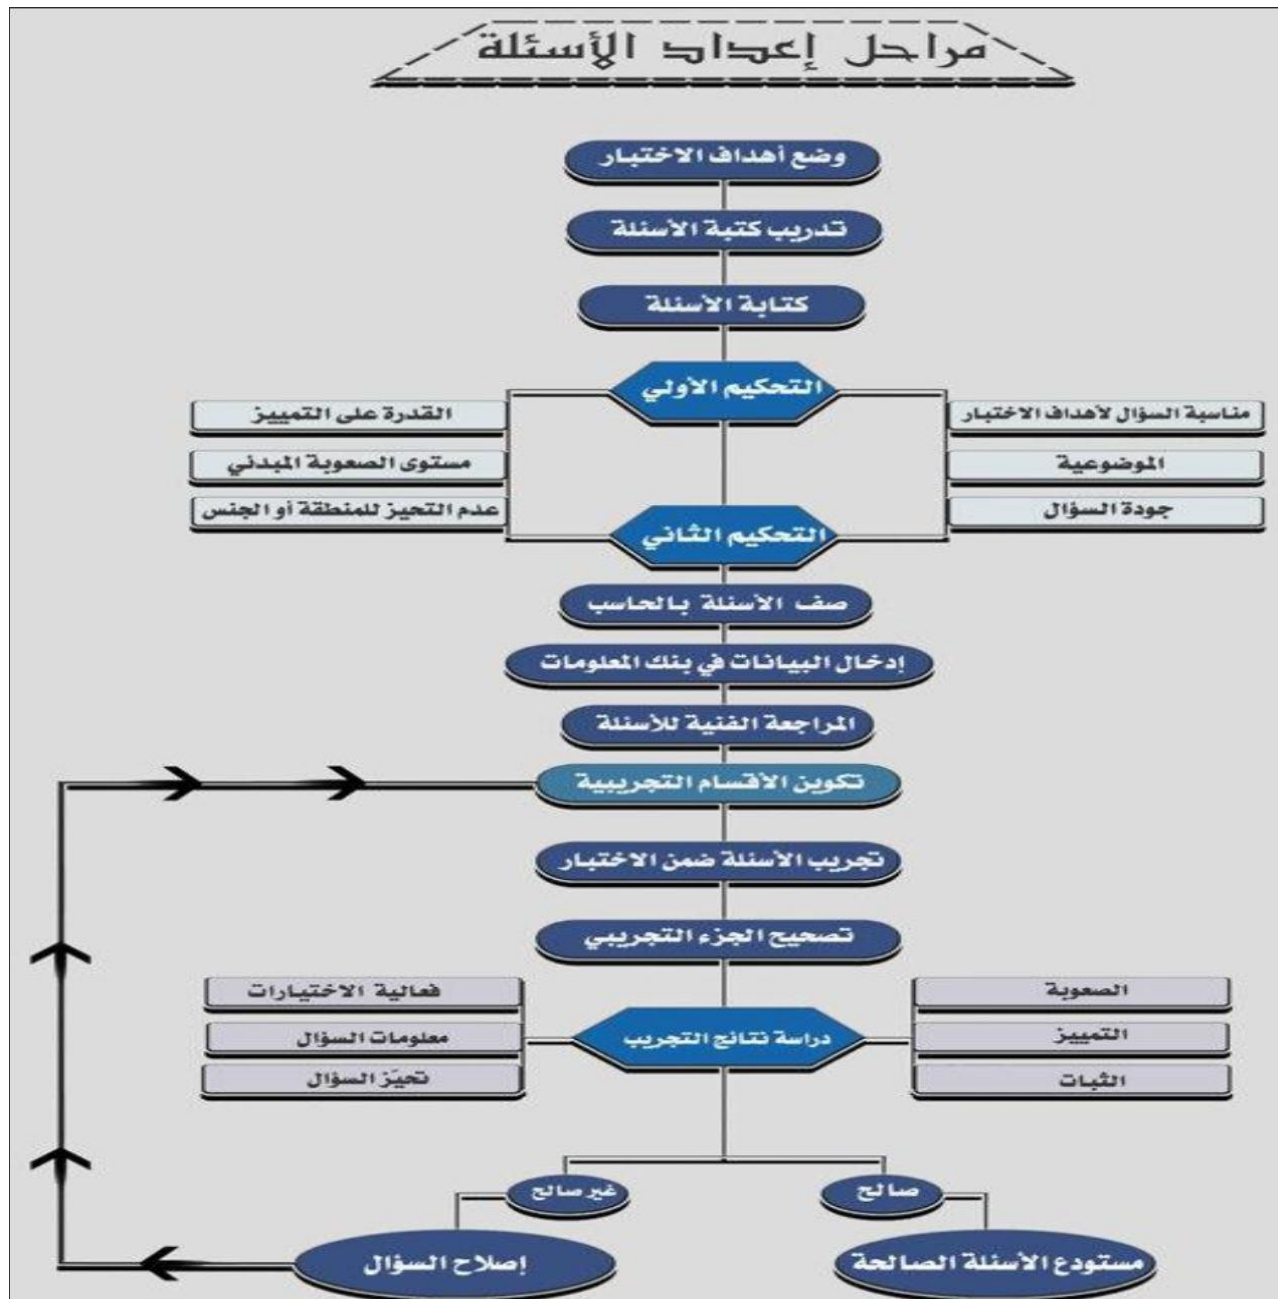 مراحل إعداد الأسئلة
وضع أهداف الاختبار
تدريب كتبة الأسئلة
كتابة الأسئلة
التحكيم الأولي
مناسبة السؤال لأهداف الاختبار
الموضوعية
جودة السؤال
القدرة على التمييز
مستوى الصعوبة المبدئي
عدم التحيز للمنطقة أو الجنس
التحكيم الثاني
صف الأسئلة بالحاسب
إدخال البيانات في بنك المعلومات
المراجعة الفنية للأسئلة
تكوين الأقسام التجريبية
تجريب الأسئلة ضمن الاختبار
تصحيح الجزء التجريبي
دراسة نتائج التجريب
الصعوبة
التمييز
الثبات
فعالية الاختيارات
معلومات السؤال
تحيّز السؤال
صالح
غير صالح
مستودع الأسئلة الصالحة
إصلاح السؤال